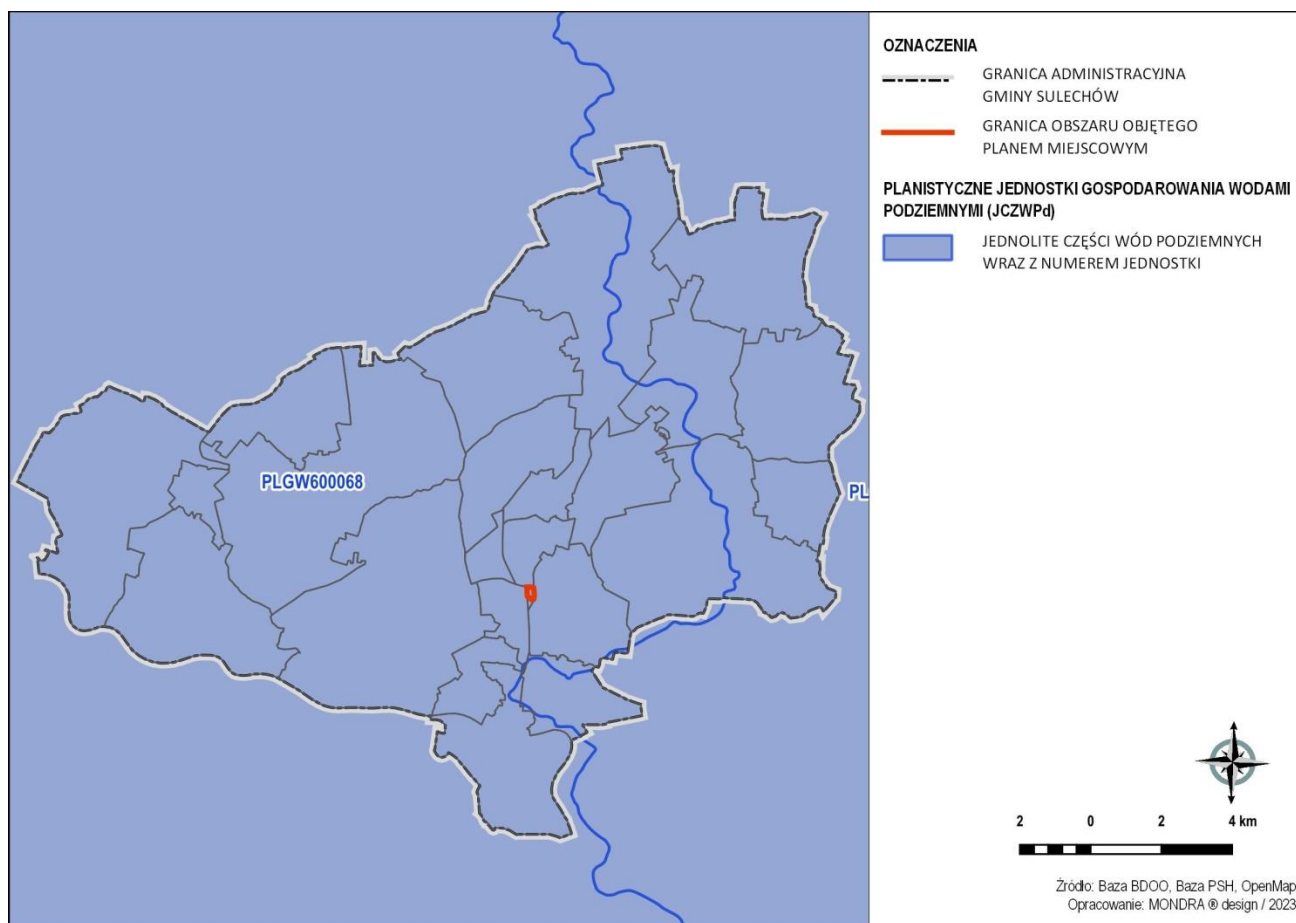 OZNACZENIA
GRANICA ADMINISTRACYJNA
GMINY SULECHÓW
GRANICA OBSZARU OBJĘTEGO
PLANEM MIEJSCOWYM
PLANISTYCZNE JEDNOSTKI GOSPODAROWANIA WODAMI
PODZIEMNYMI (JCZWPd)
JEDNOLITE CZĘŚCI WÓD PODZIEMNYCH
WRAZ Z NUMEREM JEDNOSTKI
PLGW600068
PL
2 0 2 4 km
Źródło: Baza BDOO, Baza PSH, OpenMap
Opracowanie: MONDRA ® design / 2023